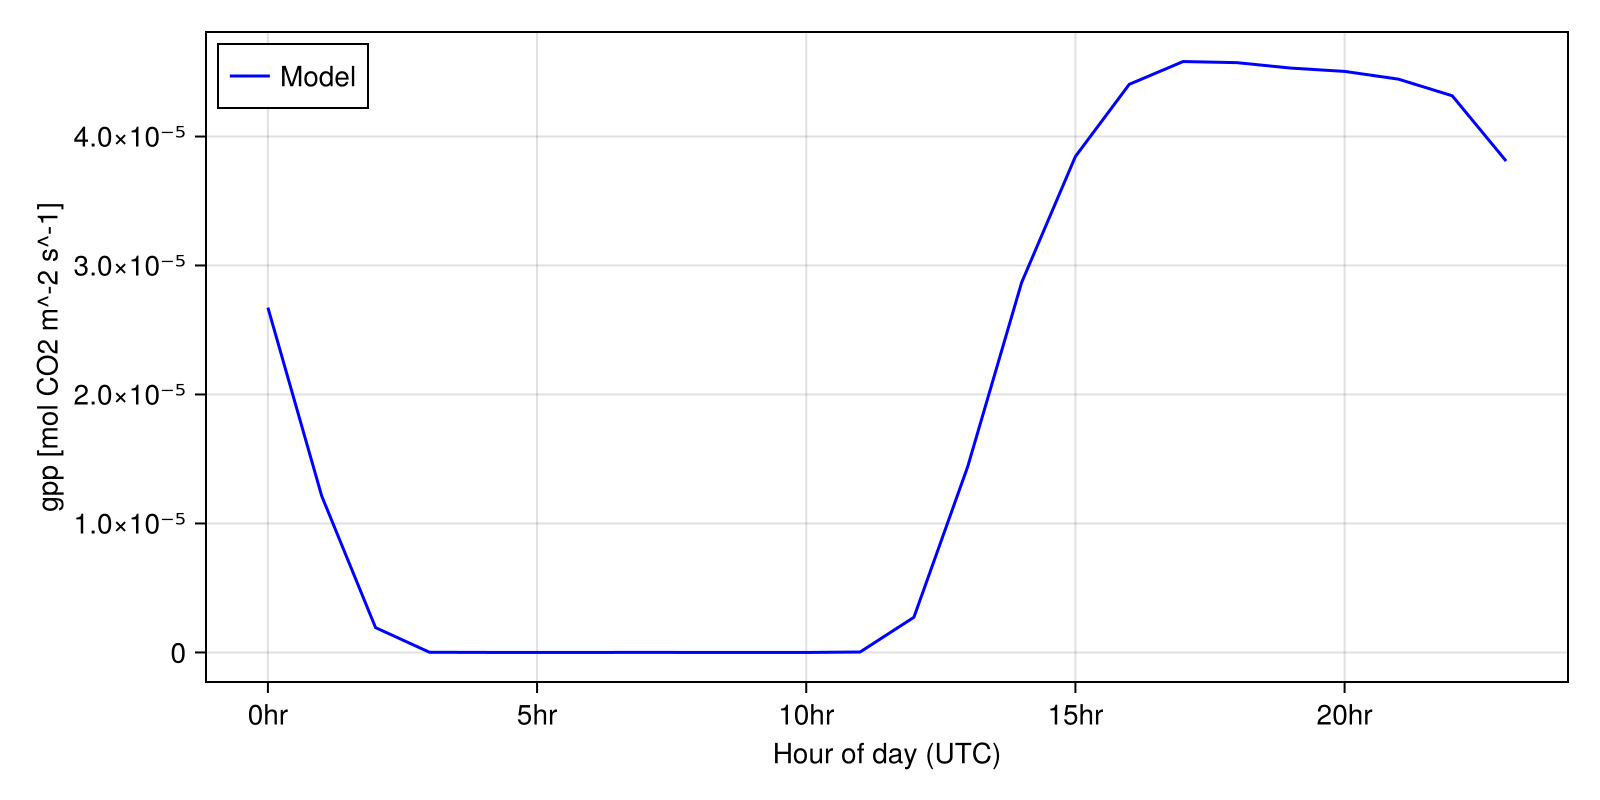 Model
4.0×10⁻⁵
3.0×10⁻⁵
2.0×10⁻⁵
1.0×10⁻⁵
0
gpp [mol CO2 m^-2 s^-1]
0hr 5hr 10hr 15hr 20hr
Hour of day (UTC)